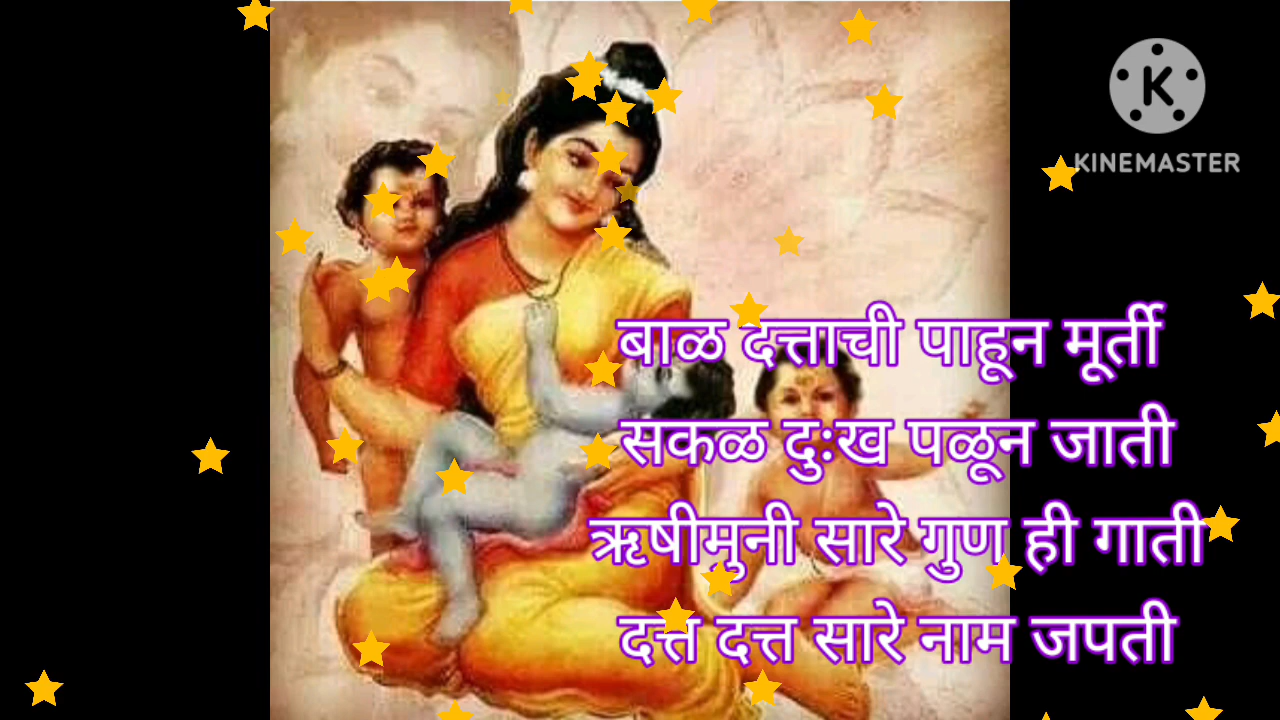 KINEMASTER
बाळ दत्ताची पाहून मूर्ती
सकळ दुःख पळून जाती
ऋषीमुनी सारे गुण ही गाती
दत्त दत्त सारे नाम जपती